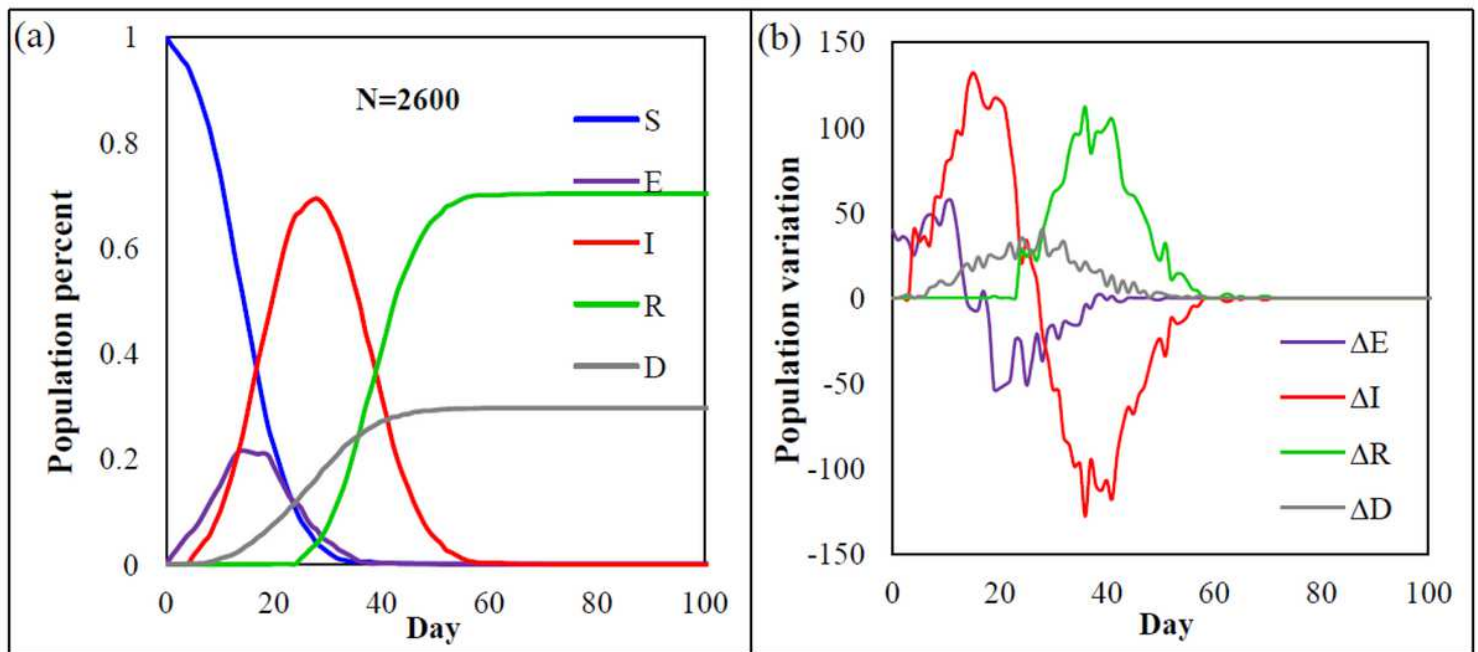 (a)
Population percent
1
0.8
0.6
0.4
0.2
0
N=2600
S
E
I
R
D
0 20 40 60 80 100
Day
(b)
Population variation
150
100
50
0
-50
-100
-150
ΔE
ΔI
ΔR
ΔD
0 20 40 60 80 100
Day